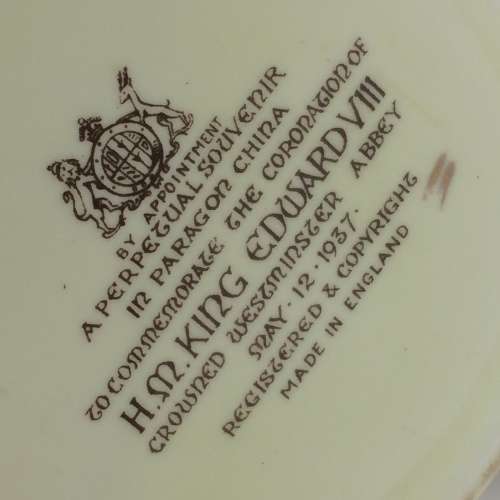 BY APPOINTMENT
A PERPETUAL SOUVENIR
IN PARAGON CHINA
TO COMMEMORATE THE CORONATION OF
H.M. KING EDWARD VIII
CROWNED WESTMINSTER ABBEY
MAY. 12. 1937.
REGISTERED & COPYRIGHT
MADE IN ENGLAND